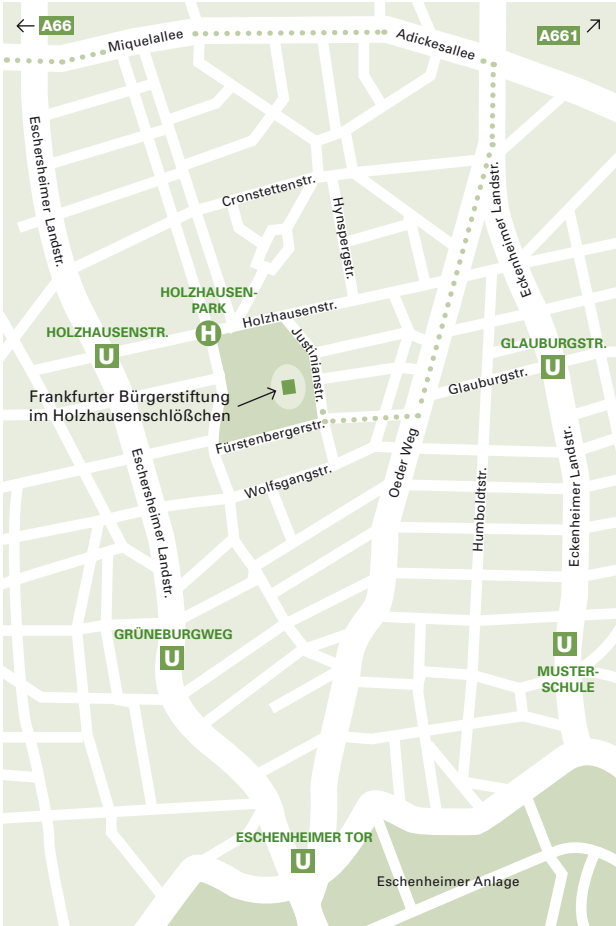 A66
Miquelallee
Adickesallee
A661
Eschersheimer Landstr.
Cronstettenstr.
Hynspergstr.
Eckenheimer Landstr.
HOLZHAUSEN-
PARK
H
Holzhausenstr.
HOLZHAUSENSTR.
U
Justinianstr.
GLAUBURGSTR.
U
Glauburgstr.
Frankfurter Bürgerstiftung
im Holzhausenschlößchen
Fürstenbergerstr.
Oeder Weg
Wolfsgangstr.
Eschersheimer Landstr.
Humboldtstr.
Eckenheimer Landstr.
GRÜNEBURGWEG
U
U
MUSTER-
SCHULE
ESCHENHEIMER TOR
U
Eschenheimer Anlage